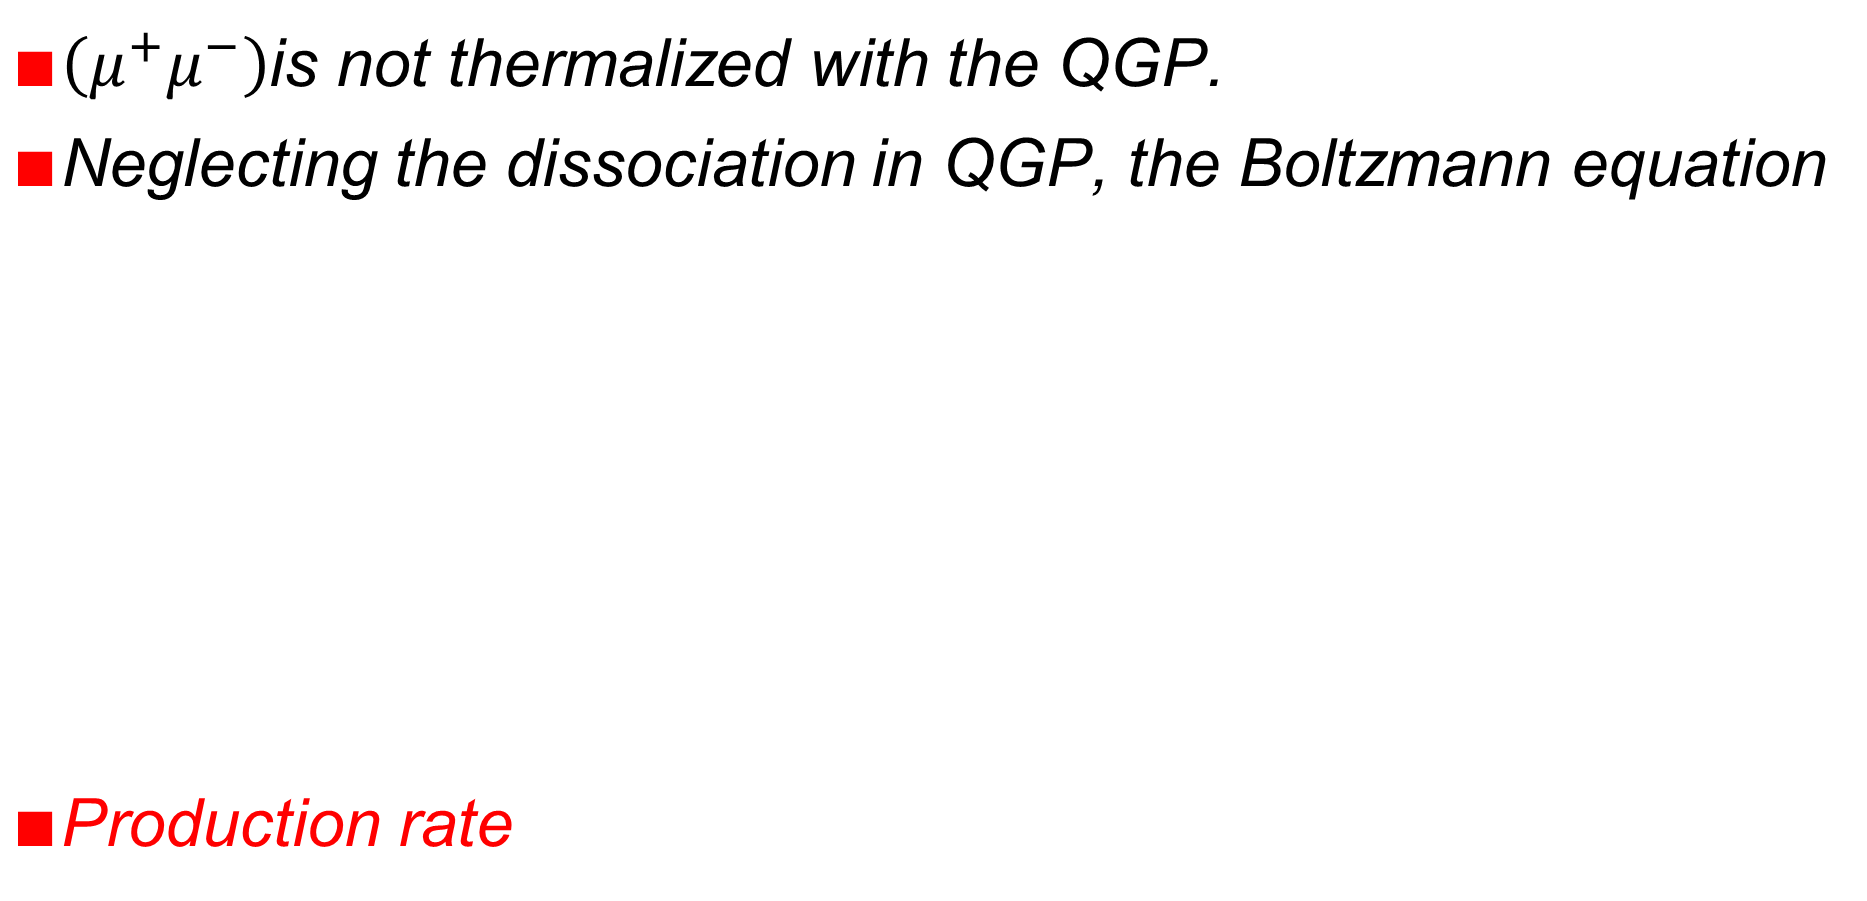 ■(μ⁺μ⁻)is not thermalized with the QGP.
■Neglecting the dissociation in QGP, the Boltzmann equation
■Production rate